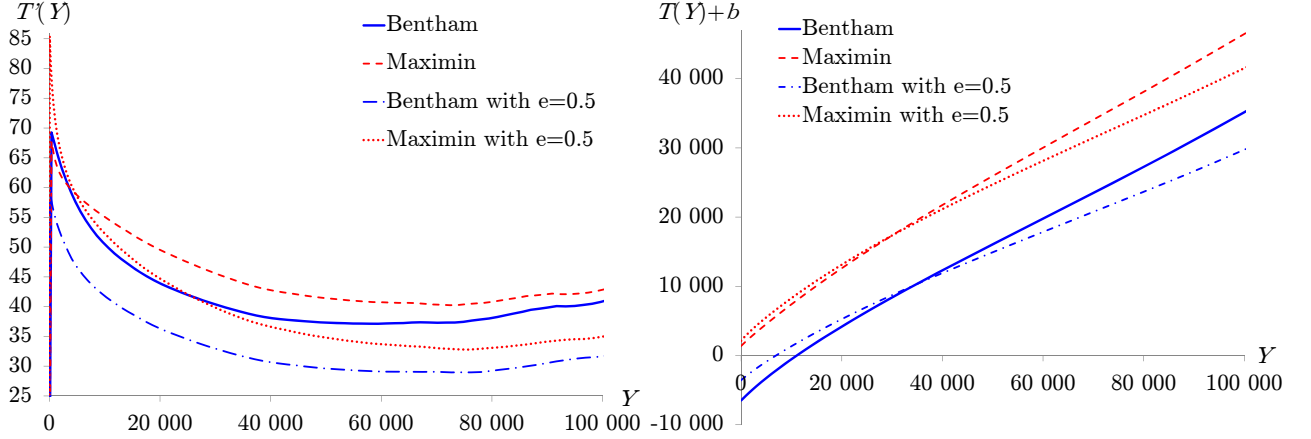 T'(Y)
Bentham
Maximin
Bentham with e=0.5
Maximin with e=0.5
85
80
75
70
65
60
55
50
45
40
35
30
25
0 20 000 40 000 60 000 80 000 100 000
Y
T(Y)+b
Bentham
Maximin
Bentham with e=0.5
Maximin with e=0.5
40 000
30 000
20 000
10 000
0
-10 000
0 20 000 40 000 60 000 80 000 100 000
Y